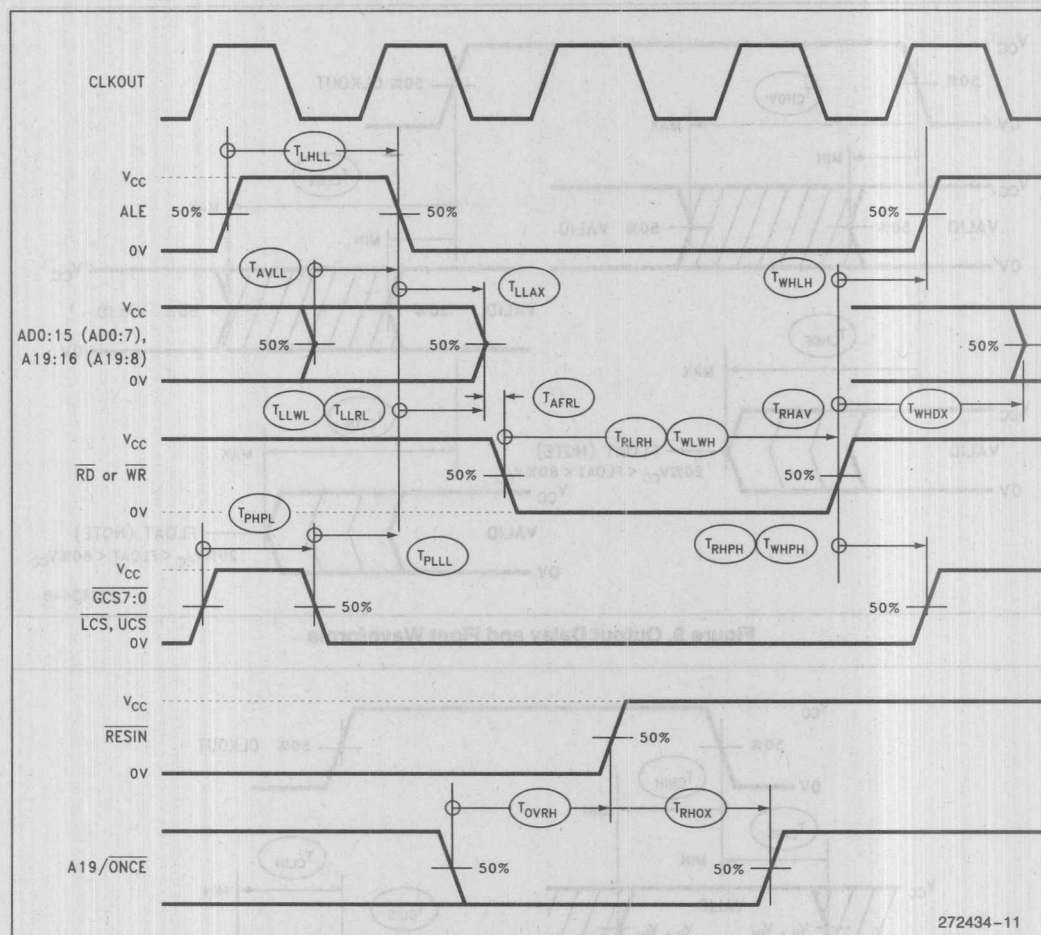 CLKOUT
T_LHLL
V_CC
ALE
0V
50%
50%
50%
T_AVLL
T_LLAX
T_WHLH
V_CC
AD0:15 (AD0:7),
A19:16 (A19:8)
0V
50%
50%
50%
T_LLWL
T_LLRL
T_AFRL
T_RLRH
T_WLWH
T_RHAV
T_WHDX
V_CC
RD or WR
0V
50%
50%
T_PHPL
T_PLLL
T_RHPH
T_WHPH
V_CC
GCS7:0
LCS, UCS
0V
50%
50%
V_CC
RESIN
0V
50%
T_OVRH
T_RHOX
A19/ONCE
50%
50%
272434-11
Figure 9. Output Delay and Float Waveforms